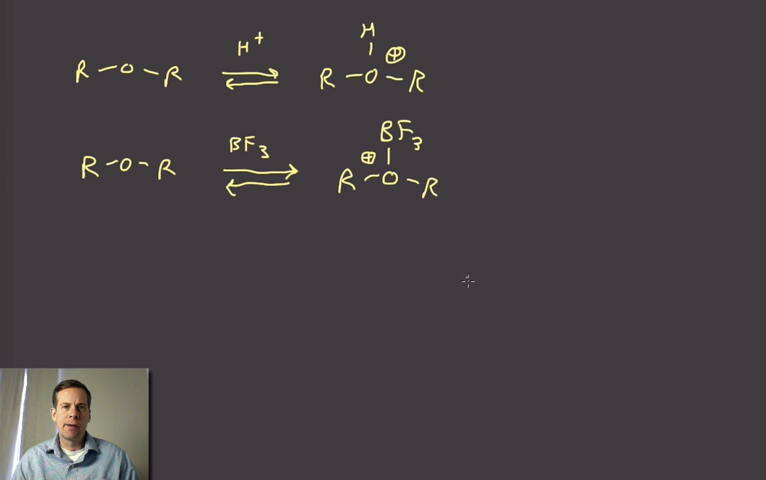 H
H+ ⊕
R-O-R ⇌ R-O-R
BF3
BF3 ⊕
R-O-R ⇌ R-O-R